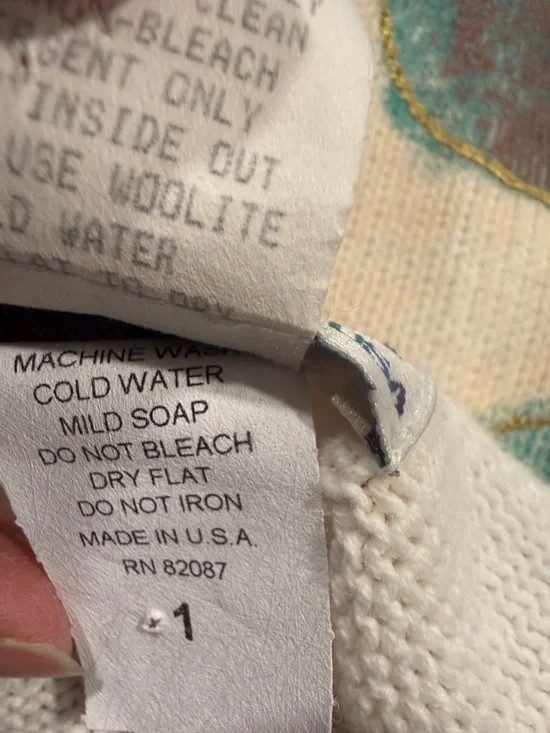 CLEAN
-BLEACH
GENT ONLY
INSIDE OUT
USE WOOLITE
D WATER
MACHINE WASH
COLD WATER
MILD SOAP
DO NOT BLEACH
DRY FLAT
DO NOT IRON
MADE IN U.S.A.
RN 82087
1